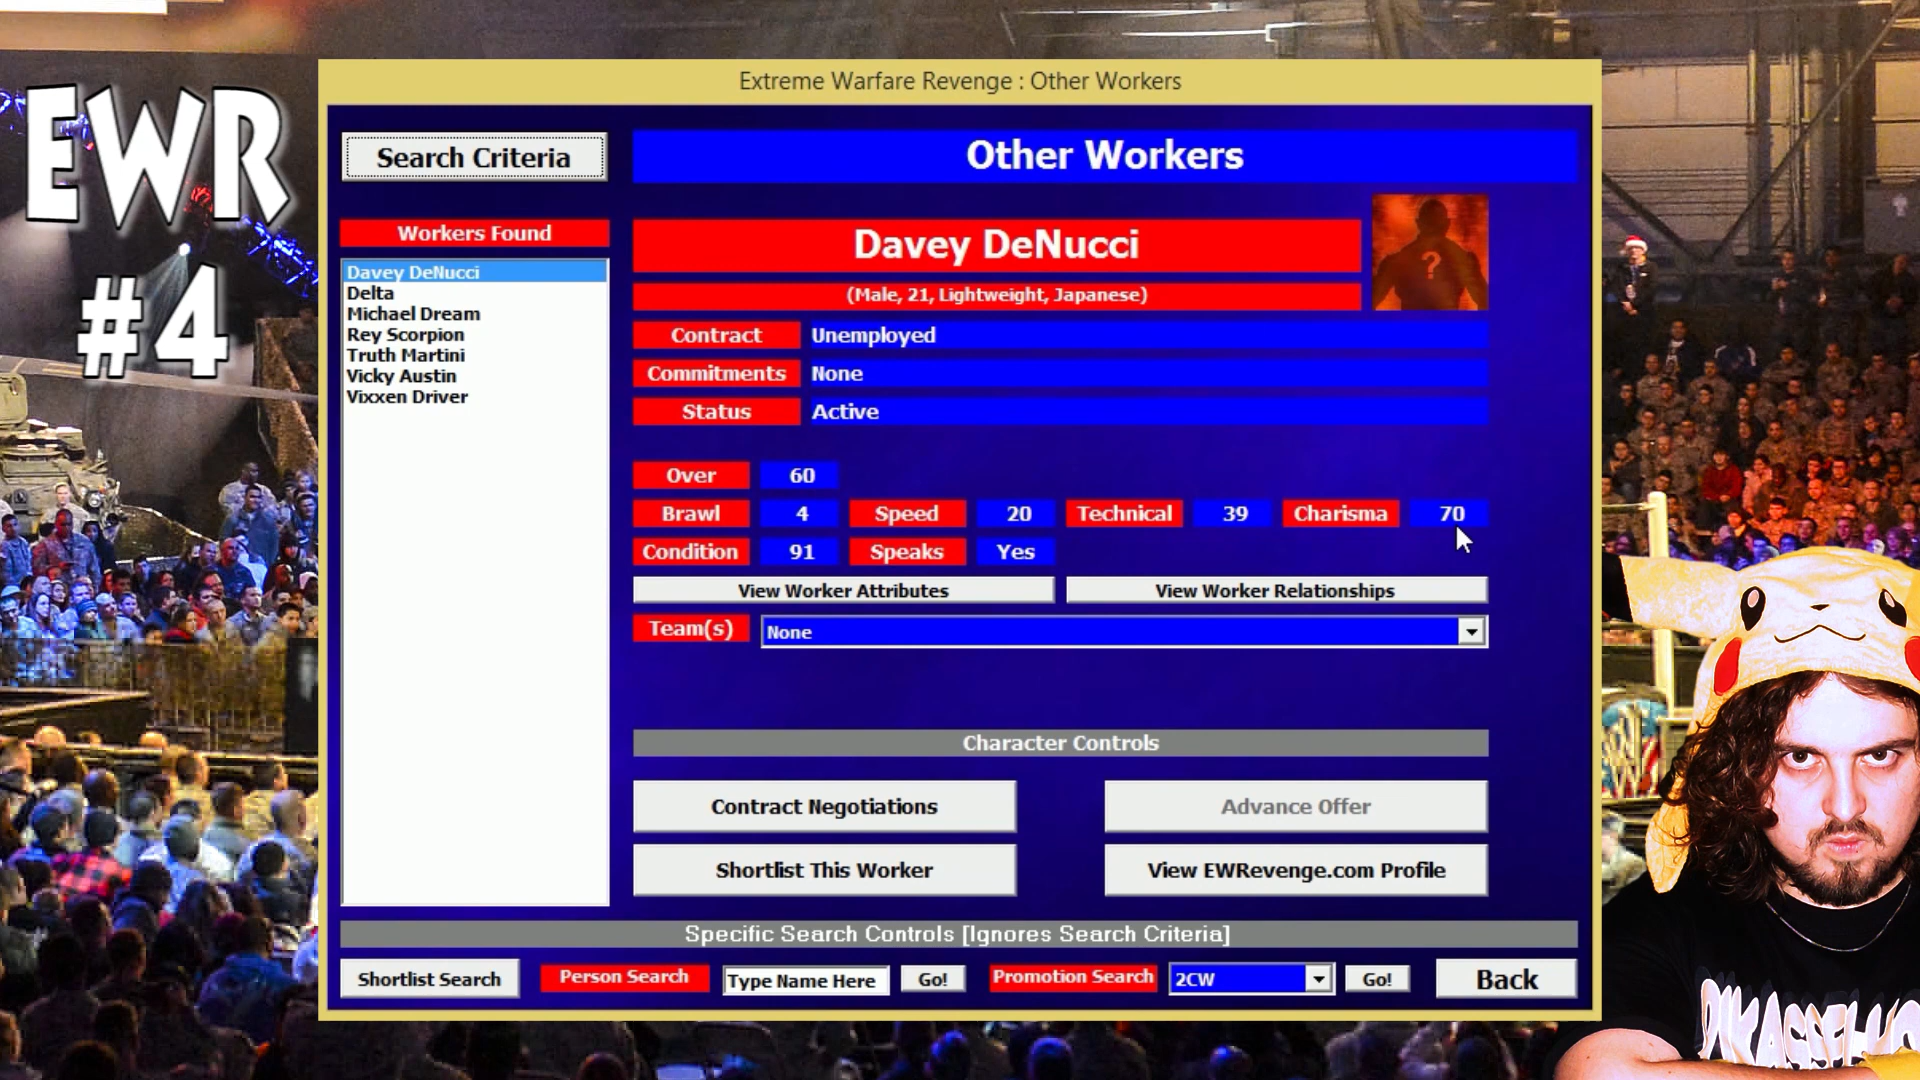 EWR
#4
Extreme Warfare Revenge : Other Workers
Search Criteria
Other Workers
Workers Found
Davey DeNucci
Delta
Michael Dream
Rey Scorpion
Truth Martini
Vicky Austin
Vixxen Driver
Davey DeNucci
(Male, 21, Lightweight, Japanese)
?
Contract Unemployed
Commitments None
Status Active
Over 60
Brawl 4 Speed 20 Technical 39 Charisma 70
Condition 91 Speaks Yes
View Worker Attributes View Worker Relationships
Team(s) None
Character Controls
Contract Negotiations Advance Offer
Shortlist This Worker View EWRevenge.com Profile
Specific Search Controls [Ignores Search Criteria]
Shortlist Search Person Search Type Name Here Go! Promotion Search 2CW Go! Back